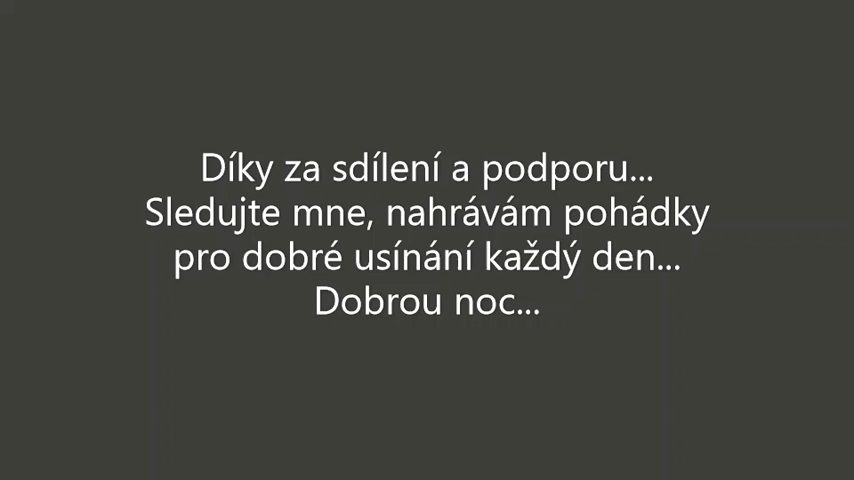 Díky za sdílení a podporu...
Sledujte mne, nahrávám pohádky
pro dobré usínání každý den...
Dobrou noc...